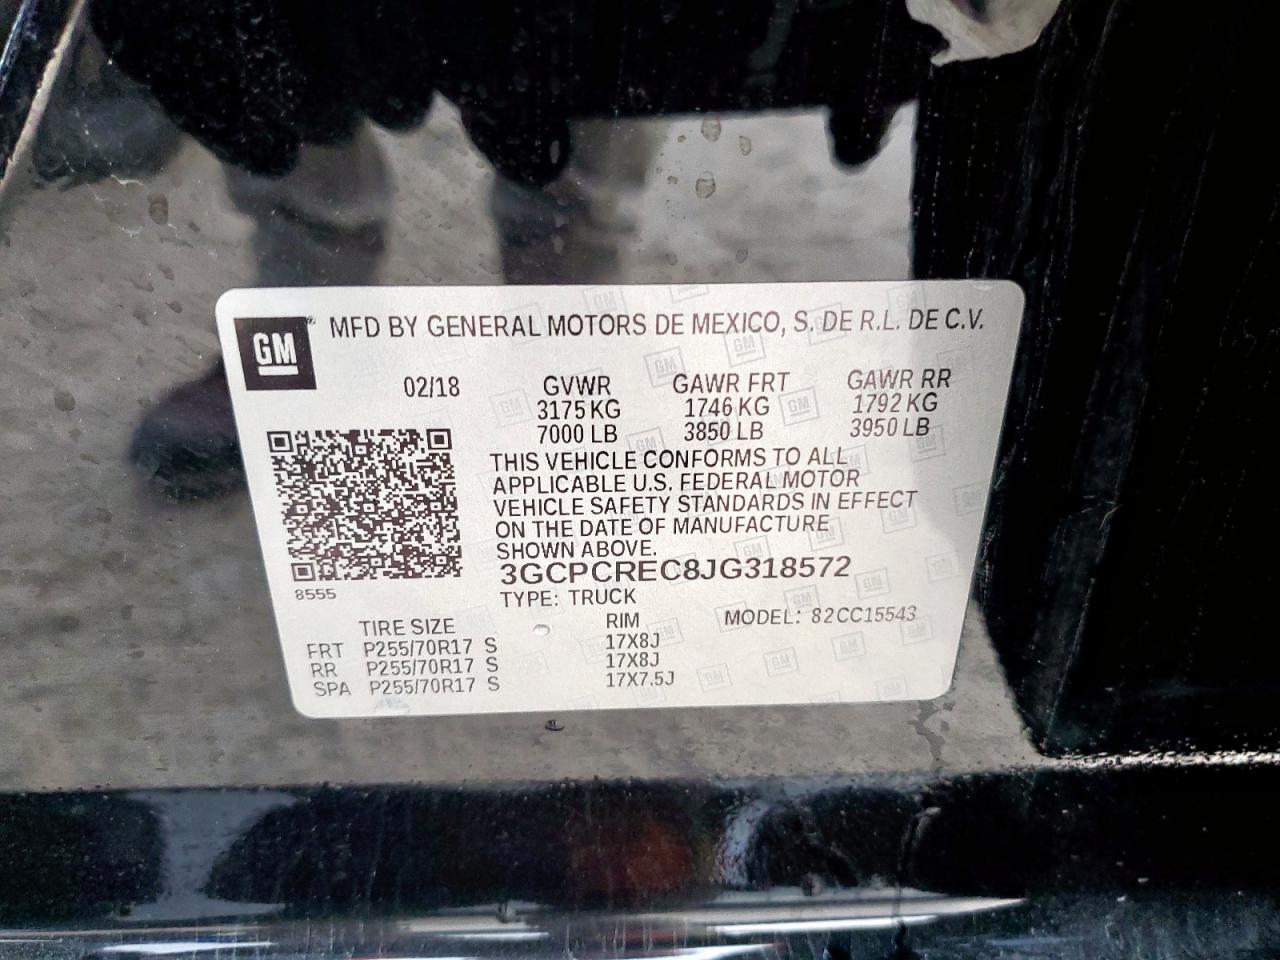 GM MFD BY GENERAL MOTORS DE MEXICO, S. DE R.L. DE C.V.
02/18 GVWR GAWR FRT GAWR RR
3175 KG 1746 KG 1792 KG
7000 LB 3850 LB 3950 LB
THIS VEHICLE CONFORMS TO ALL
APPLICABLE U.S. FEDERAL MOTOR
VEHICLE SAFETY STANDARDS IN EFFECT
ON THE DATE OF MANUFACTURE
SHOWN ABOVE.
3GCPCREC8JG318572
8555
TYPE: TRUCK
MODEL: 82CC15543
TIRE SIZE RIM
FRT P255/70R17 S 17X8J
RR P255/70R17 S 17X8J
SPA P255/70R17 S 17X7.5J